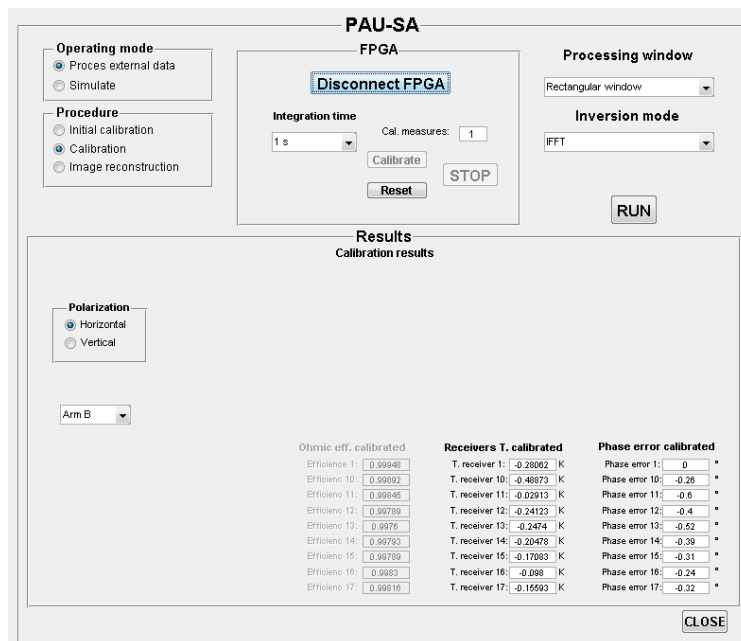 PAU-SA
Operating mode
Proces external data
Simulate
Procedure
Initial calibration
Calibration
Image reconstruction
FPGA
Disconnect FPGA
Integration time
1 s
Cal. measures: 1
Calibrate
Reset
STOP
Processing window
Rectangular window
Inversion mode
IFFT
RUN
Results
Calibration results
Polarization
Horizontal
Vertical
Arm B
Ohmic eff. calibrated Receivers T. calibrated Phase error calibrated
Efficience 1: 0.99948 T. receiver 1: -0.28062 K Phase error 1: 0 º
Efficienc 10: 0.99892 T. receiver 10: -0.48873 K Phase error 10: -0.26 º
Efficienc 11: 0.99845 T. receiver 11: -0.02913 K Phase error 11: -0.6 º
Efficienc 12: 0.99789 T. receiver 12: -0.24123 K Phase error 12: -0.4 º
Efficienc 13: 0.9976 T. receiver 13: -0.2474 K Phase error 13: -0.52 º
Efficienc 14: 0.99793 T. receiver 14: -0.20478 K Phase error 14: -0.39 º
Efficienc 15: 0.99789 T. receiver 15: -0.17083 K Phase error 15: -0.31 º
Efficienc 16: 0.9983 T. receiver 16: -0.098 K Phase error 16: -0.24 º
Efficienc 17: 0.99816 T. receiver 17: -0.15593 K Phase error 17: -0.32 º
CLOSE